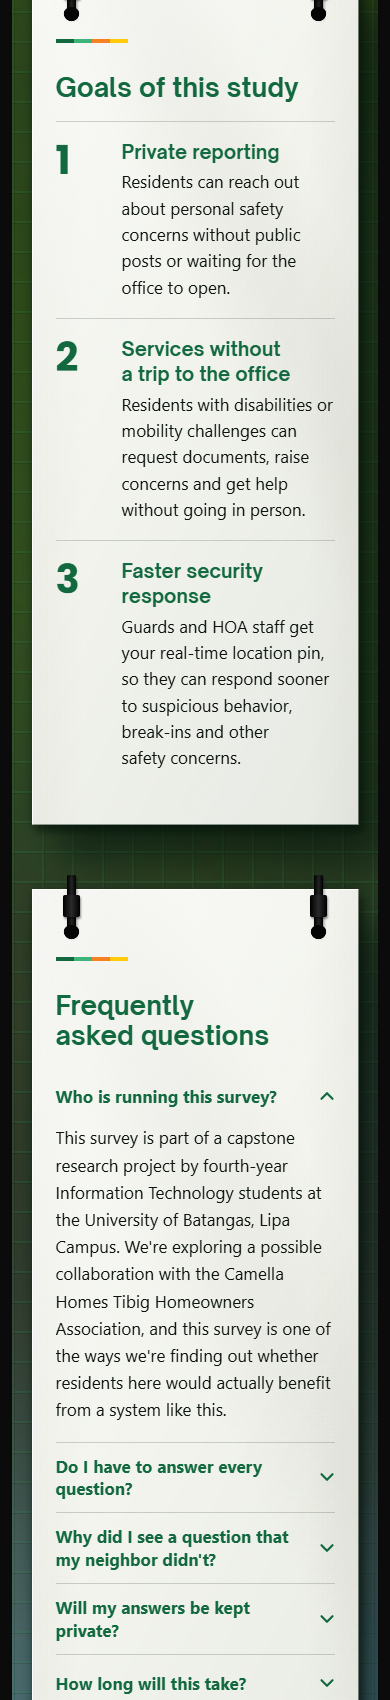 Goals of this study
1
Private reporting
Residents can reach out
about personal safety
concerns without public
posts or waiting for the
office to open.
2
Services without
a trip to the office
Residents with disabilities or
mobility challenges can
request documents, raise
concerns and get help
without going in person.
3
Faster security
response
Guards and HOA staff get
your real-time location pin,
so they can respond sooner
to suspicious behavior,
break-ins and other
safety concerns.
Frequently
asked questions
Who is running this survey?
This survey is part of a capstone
research project by fourth-year
Information Technology students at
the University of Batangas, Lipa
Campus. We're exploring a possible
collaboration with the Camella
Homes Tibig Homeowners
Association, and this survey is one of
the ways we're finding out whether
residents here would actually benefit
from a system like this.
Do I have to answer every
question?
Why did I see a question that
my neighbor didn't?
Will my answers be kept
private?
How long will this take?